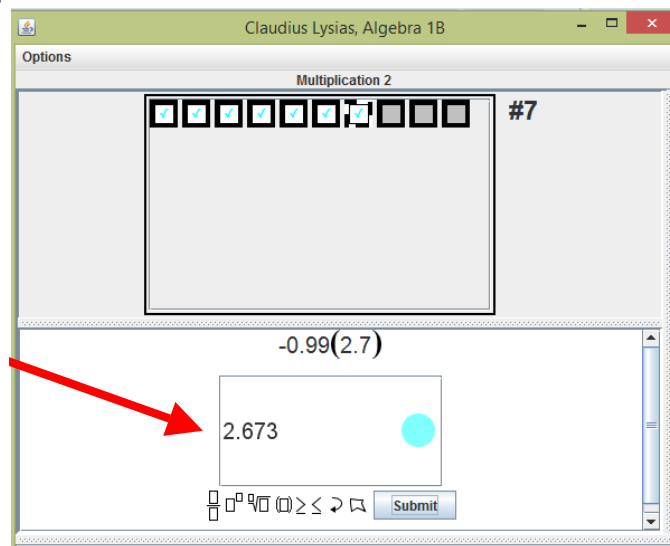 Claudius Lysias, Algebra 1B
Options
Multiplication 2
#7
-0.99(2.7)
2.673
Submit